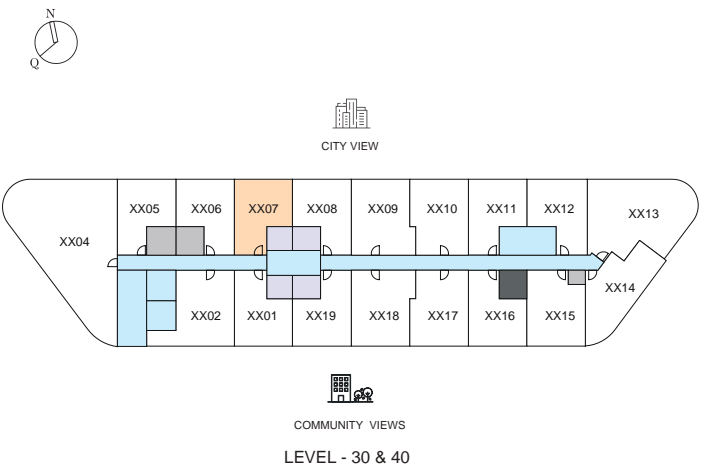 N
Q
CITY VIEW
XX05 XX06 XX07 XX08 XX09 XX10 XX11 XX12
XX13
XX04
XX14
XX02 XX01 XX19 XX18 XX17 XX16 XX15
COMMUNITY VIEWS
LEVEL - 30 & 40